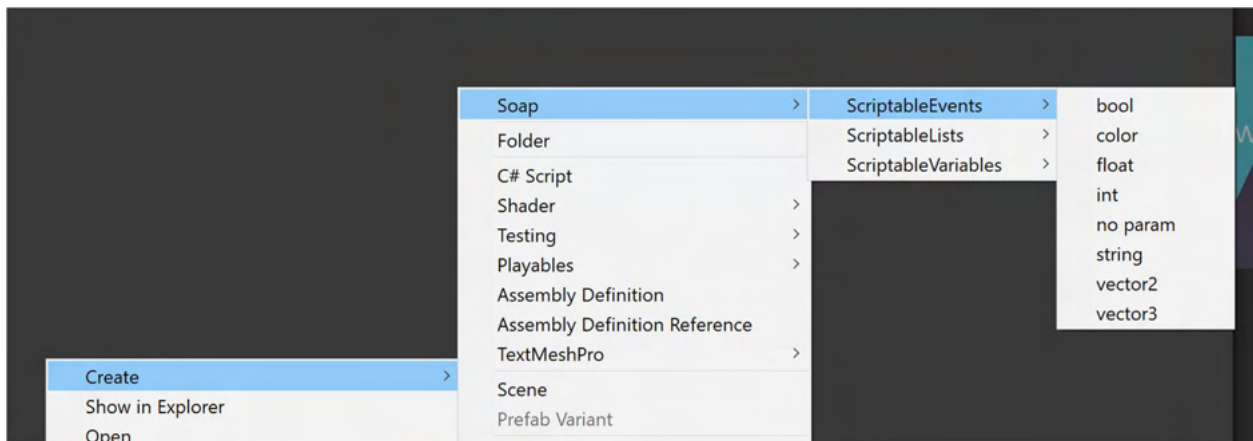 Create
Show in Explorer
Open
Soap
Folder
C# Script
Shader
Testing
Playables
Assembly Definition
Assembly Definition Reference
TextMeshPro
Scene
Prefab Variant
ScriptableEvents
ScriptableLists
ScriptableVariables
bool
color
float
int
no param
string
vector2
vector3